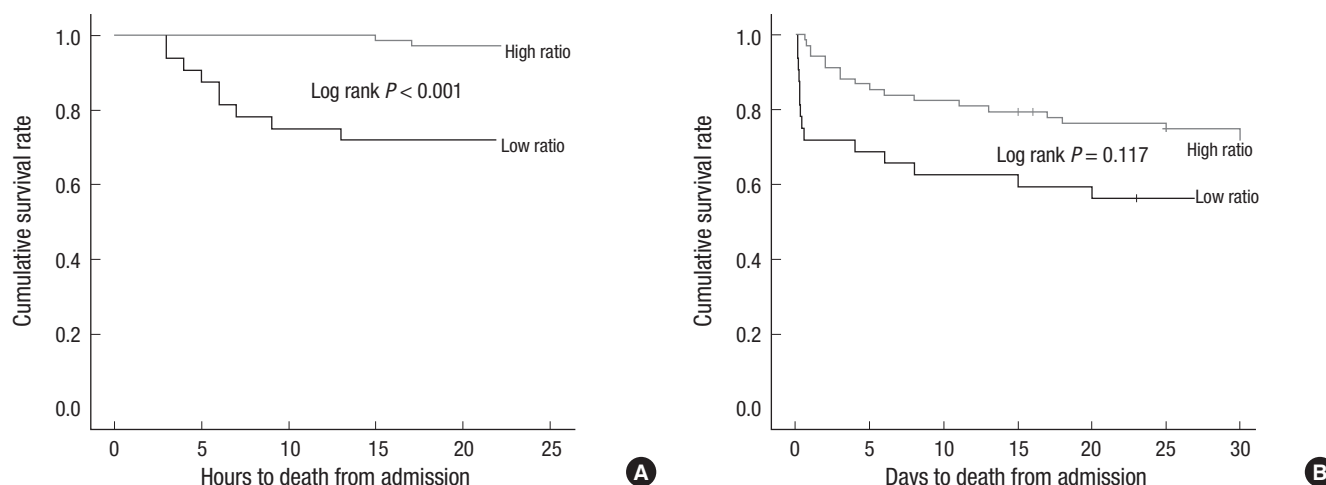 1.0
0.8
0.6
0.4
0.2
0.0
Cumulative survival rate
High ratio
Log rank P < 0.001
Low ratio
0 5 10 15 20 25
Hours to death from admission
A
1.0
0.8
0.6
0.4
0.2
0.0
Cumulative survival rate
Log rank P = 0.117
High ratio
Low ratio
0 5 10 15 20 25 30
Days to death from admission
B